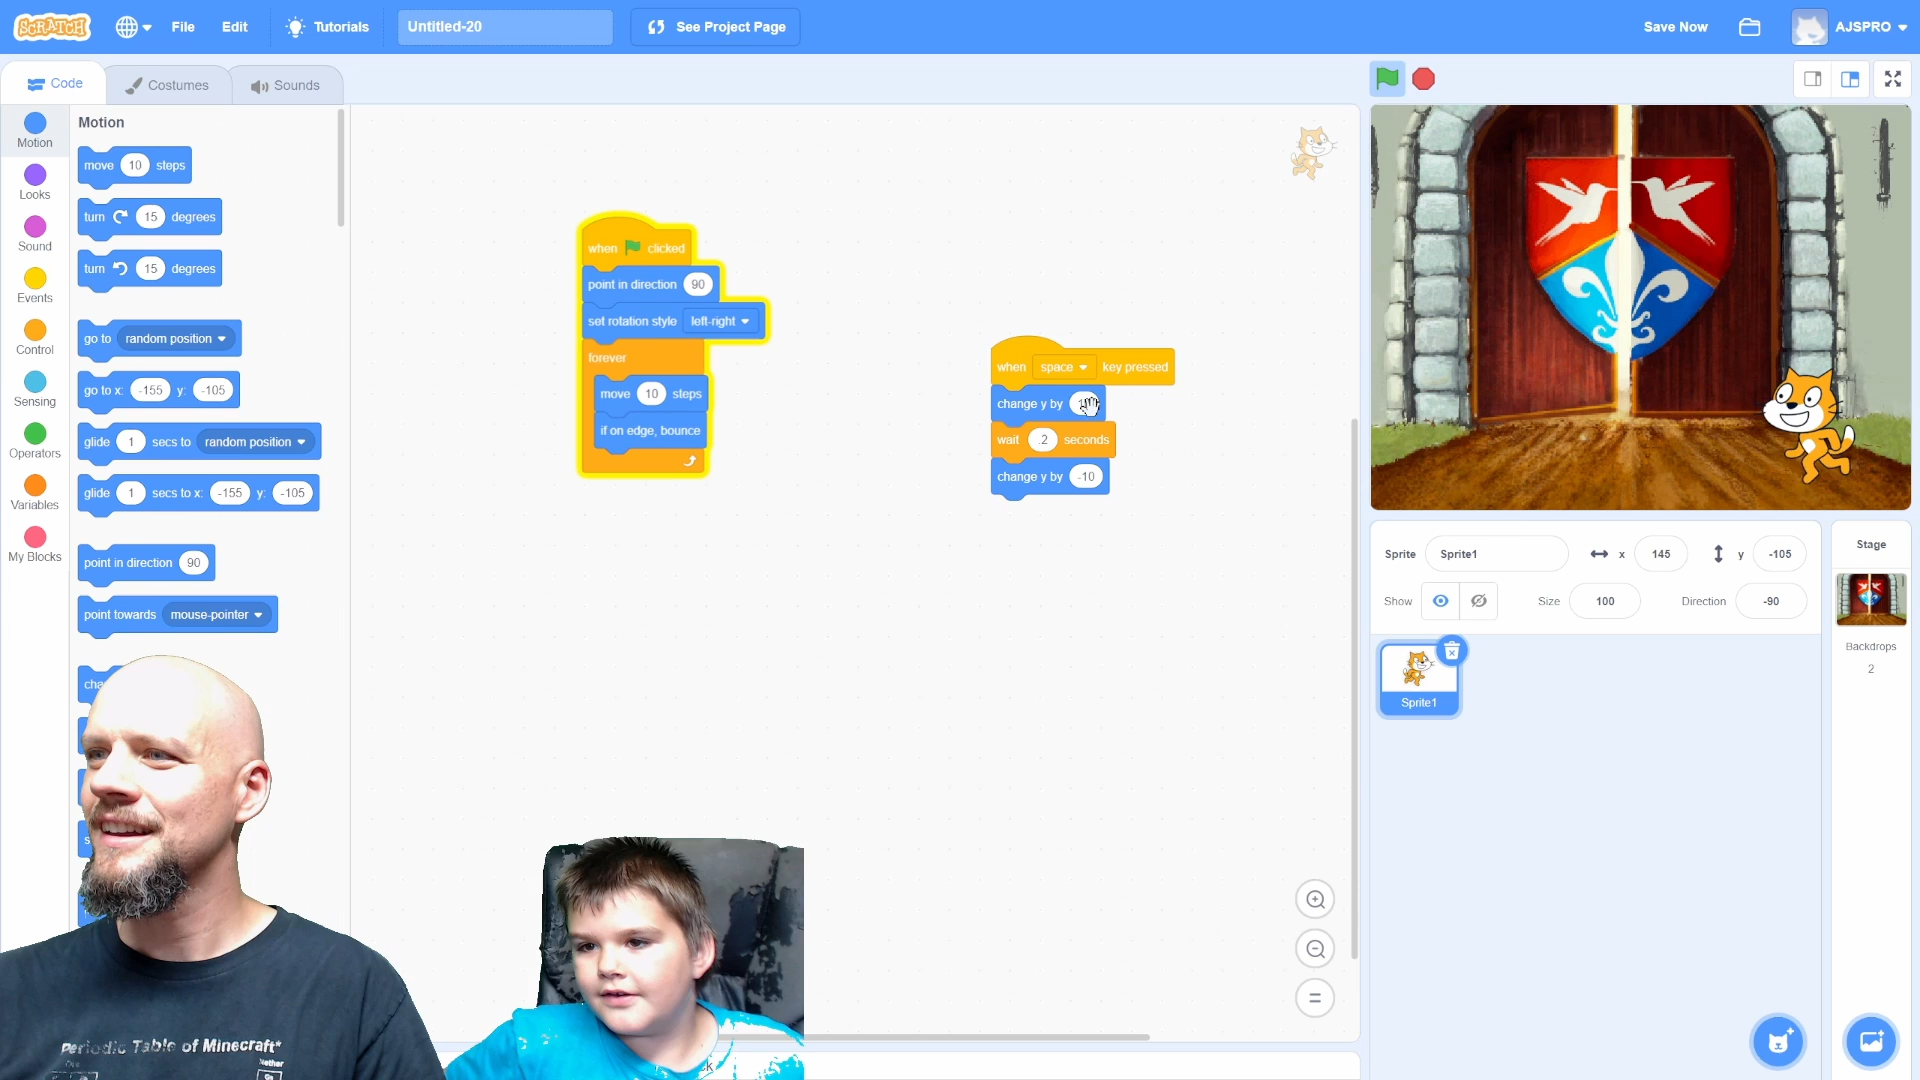 SCRATCH
File
Edit
Tutorials
Untitled-20
See Project Page
Save Now
AJSPRO
Code
Costumes
Sounds
Motion
Looks
Sound
Events
Control
Sensing
Operators
Variables
My Blocks
Motion
move 10 steps
turn 15 degrees
turn 15 degrees
go to random position
go to x: -155 y: -105
glide 1 secs to random position
glide 1 secs to x: -155 y: -105
point in direction 90
point towards mouse-pointer
when clicked
point in direction 90
set rotation style left-right
forever
move 10 steps
if on edge, bounce
when space key pressed
change y by
wait .2 seconds
change y by -10
Sprite Sprite1 x 145 y -105
Show Size 100 Direction -90
Sprite1
Stage
Backdrops
2
Periodic Table of Minecraft*
Nether